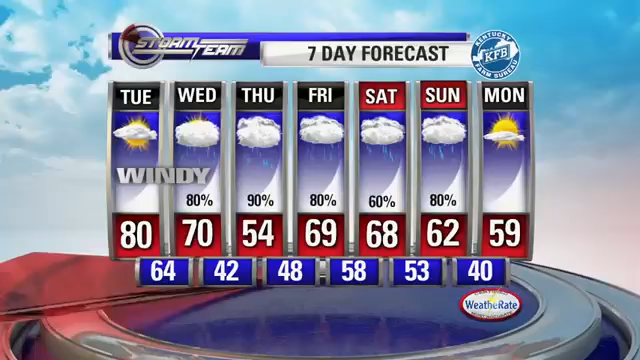 STORM TEAM
7 DAY FORECAST
KENTUCKY
KFB
FARM BUREAU
TUE WED THU FRI SAT SUN MON
WINDY
80% 90% 80% 60% 80%
80 70 54 69 68 62 59
64 42 48 58 53 40
WeatheRate